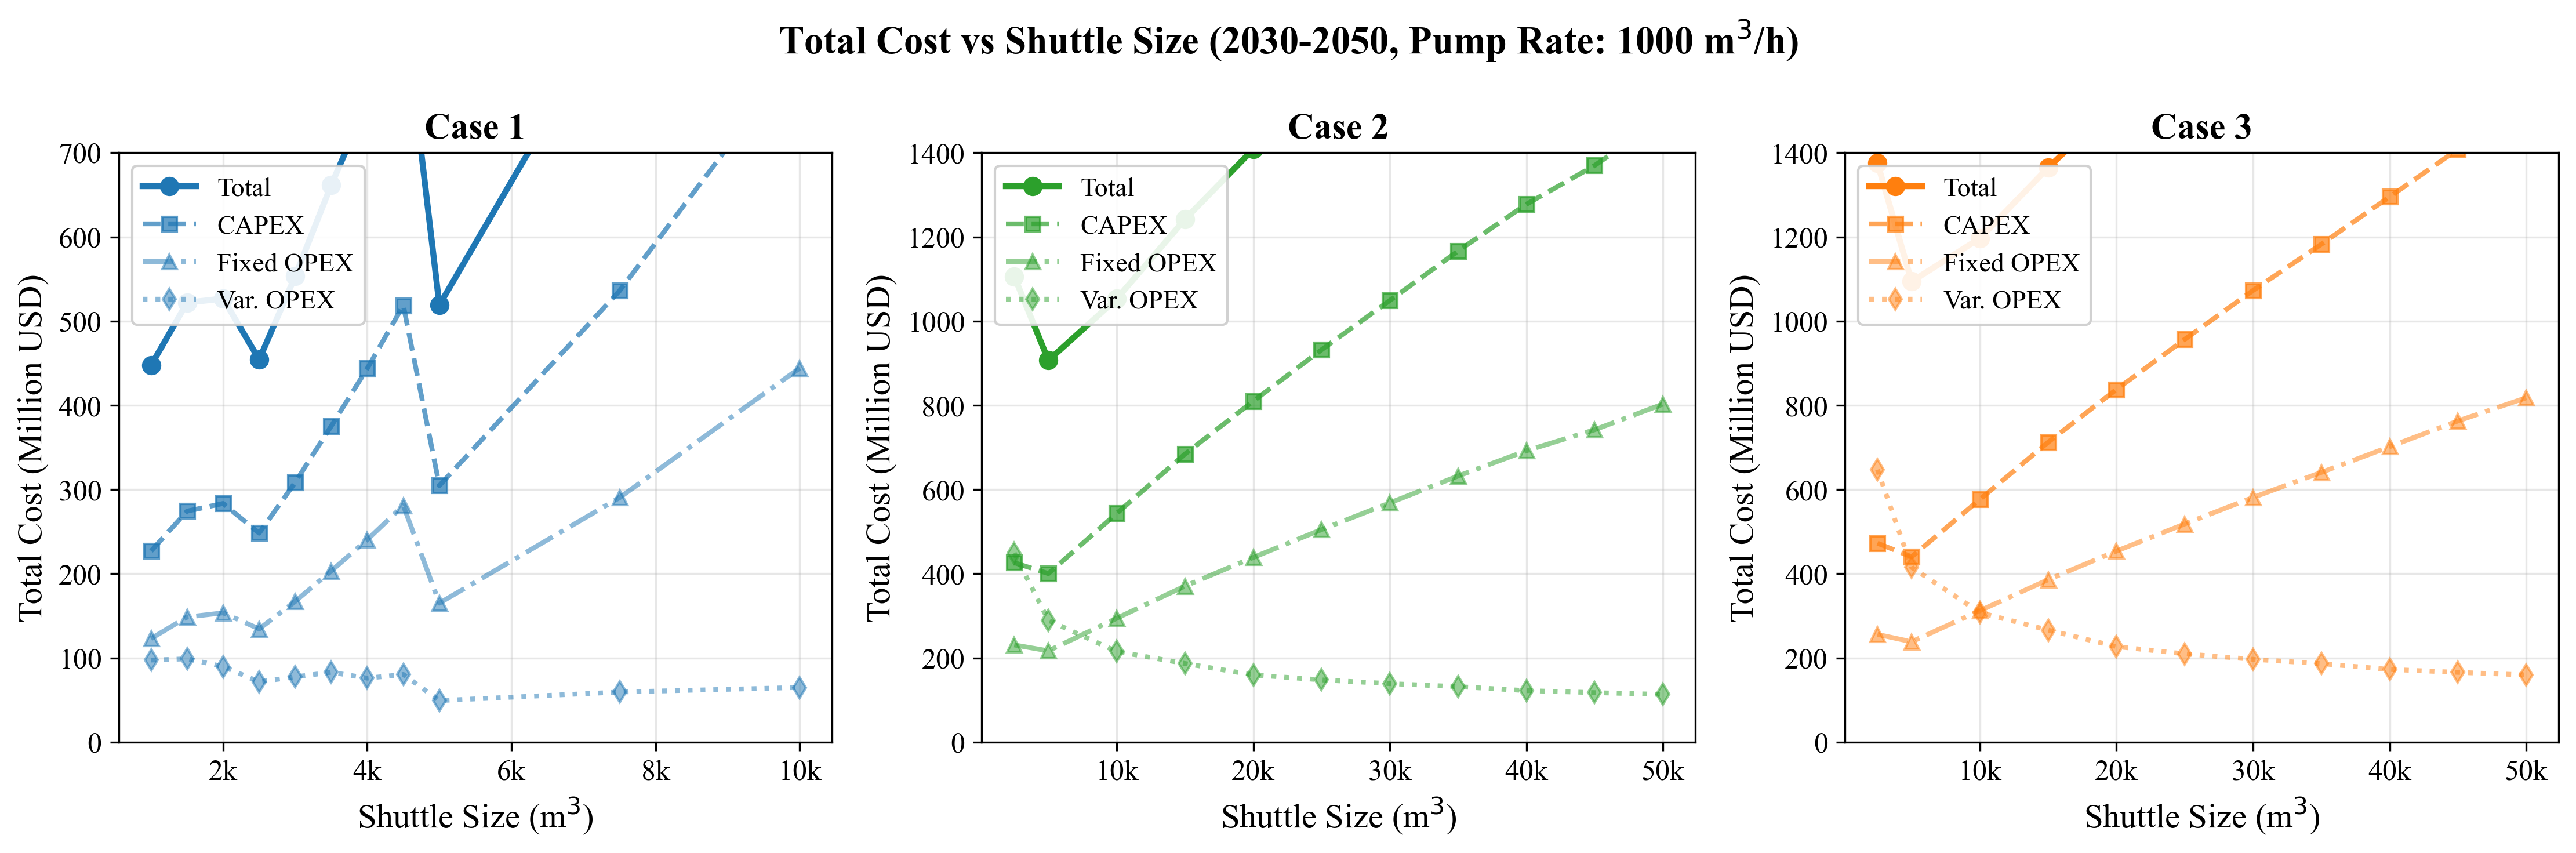 Total Cost vs Shuttle Size (2030-2050, Pump Rate: 1000 m³/h)
Case 1
700
600
500
400
300
200
100
0
Total Cost (Million USD)
Total
CAPEX
Fixed OPEX
Var. OPEX
2k
4k
6k
8k
10k
Shuttle Size (m³)
Case 2
1400
1200
1000
800
600
400
200
0
Total Cost (Million USD)
Total
CAPEX
Fixed OPEX
Var. OPEX
10k
20k
30k
40k
50k
Shuttle Size (m³)
Case 3
1400
1200
1000
800
600
400
200
0
Total Cost (Million USD)
Total
CAPEX
Fixed OPEX
Var. OPEX
10k
20k
30k
40k
50k
Shuttle Size (m³)